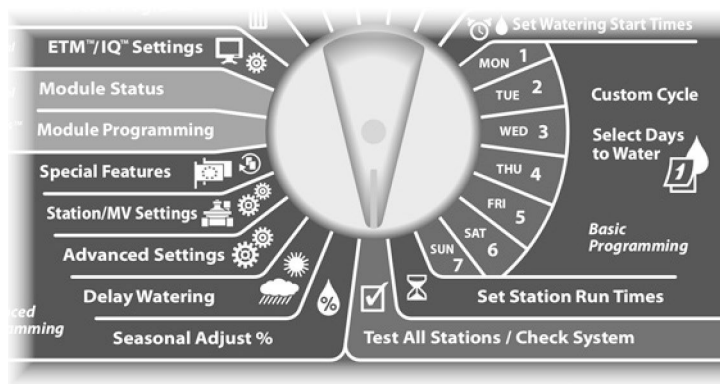 Set Watering Start Times
ETM™/IQ™ Settings
Module Status
Module Programming
Special Features
Station/MV Settings
Advanced Settings
Delay Watering
Seasonal Adjust %
%
MON 1
TUE 2
WED 3
THU 4
FRI 5
SAT 6
SUN 7
Custom Cycle
Select Days
to Water
1
Basic
Programming
Set Station Run Times
Test All Stations / Check System